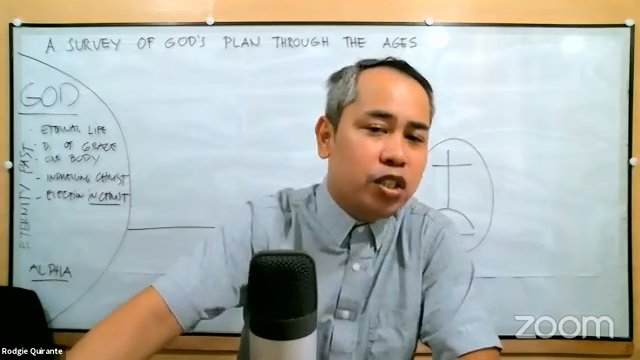 A SURVEY OF GOD'S PLAN THROUGH THE AGES
GOD
- ETERNAL LIFE
- D. OF GRACE
- ONE BODY
- INDWELLING CHRIST
- ELECTION IN CHRIST
ETERNITY PAST
ALPHA
Rodgie Quirante
zoom